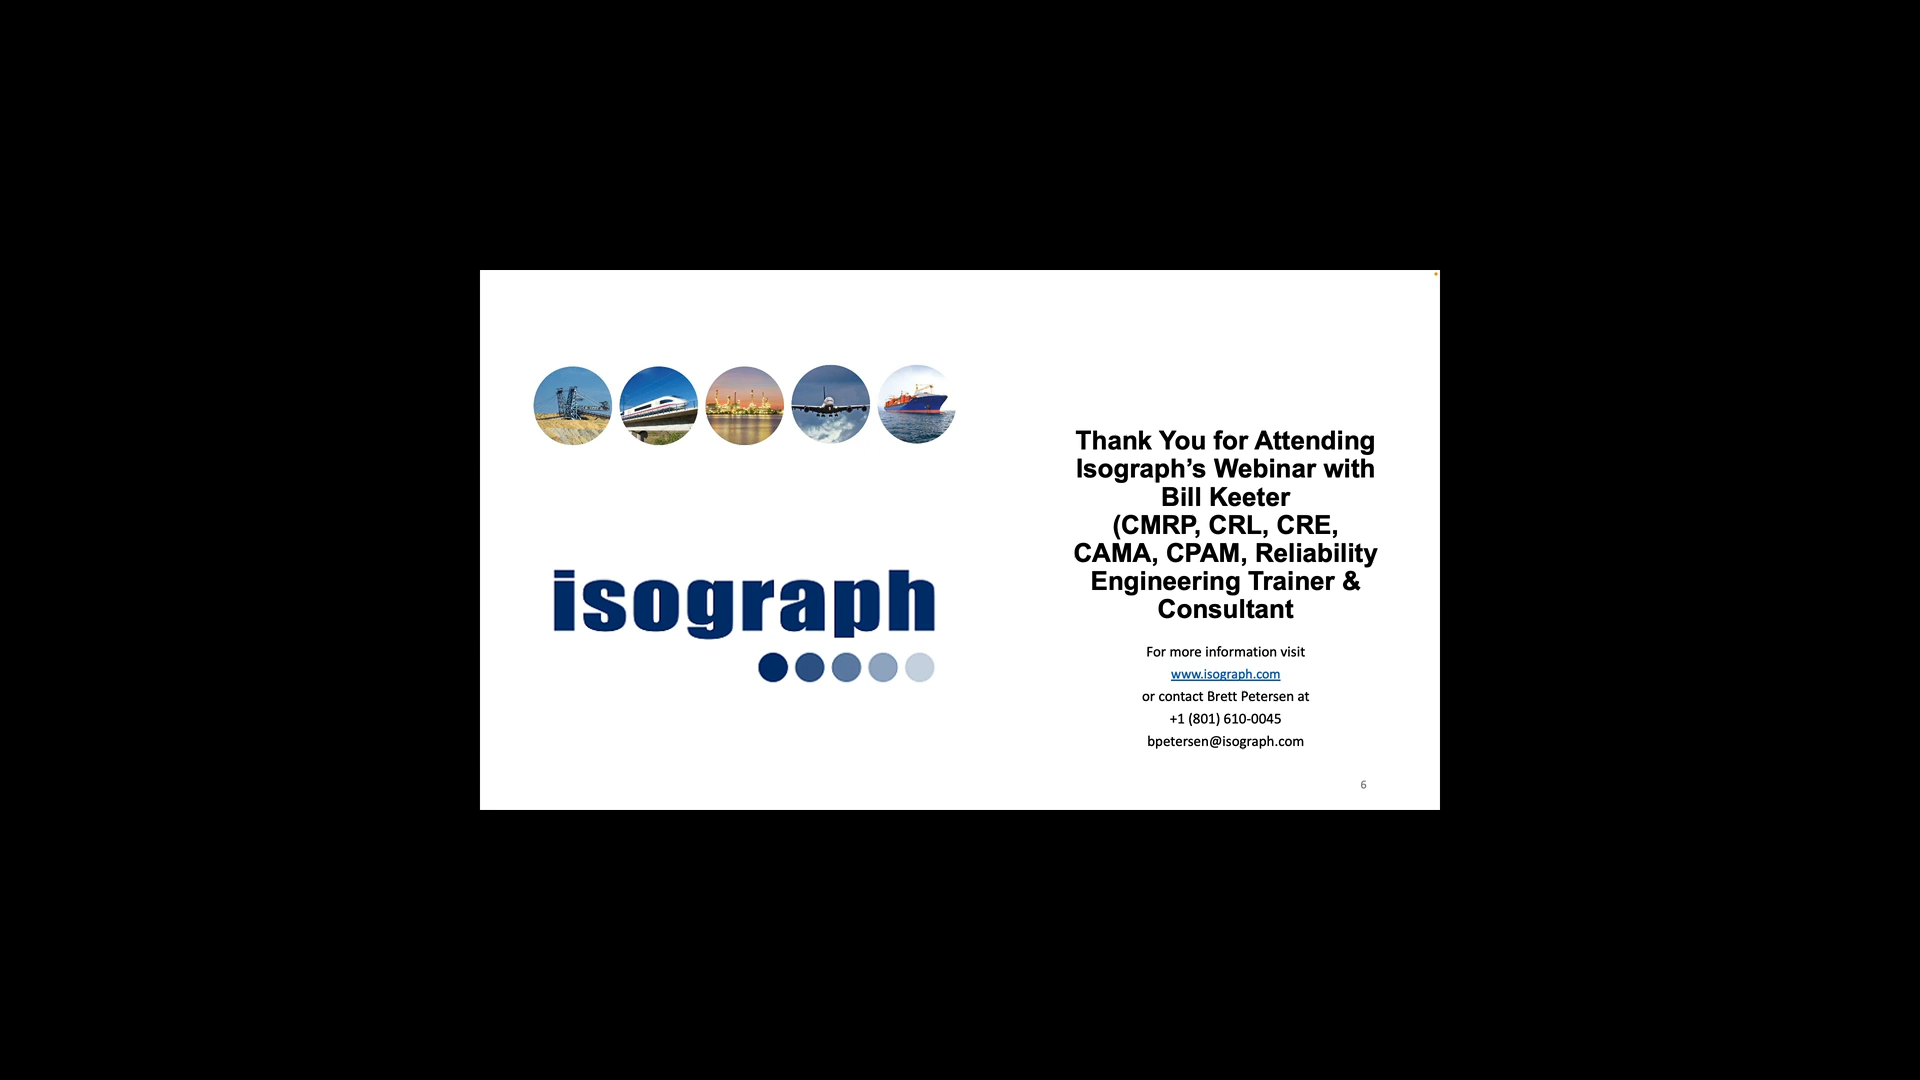 isograph
Thank You for Attending
Isograph’s Webinar with
Bill Keeter
(CMRP, CRL, CRE,
CAMA, CPAM, Reliability
Engineering Trainer &
Consultant
For more information visit
www.isograph.com
or contact Brett Petersen at
+1 (801) 610-0045
bpetersen@isograph.com
6